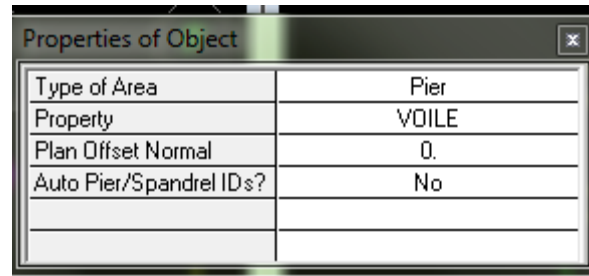 Properties of Object
Type of Area Pier
Property VOILE
Plan Offset Normal 0.
Auto Pier/Spandrel IDs? No